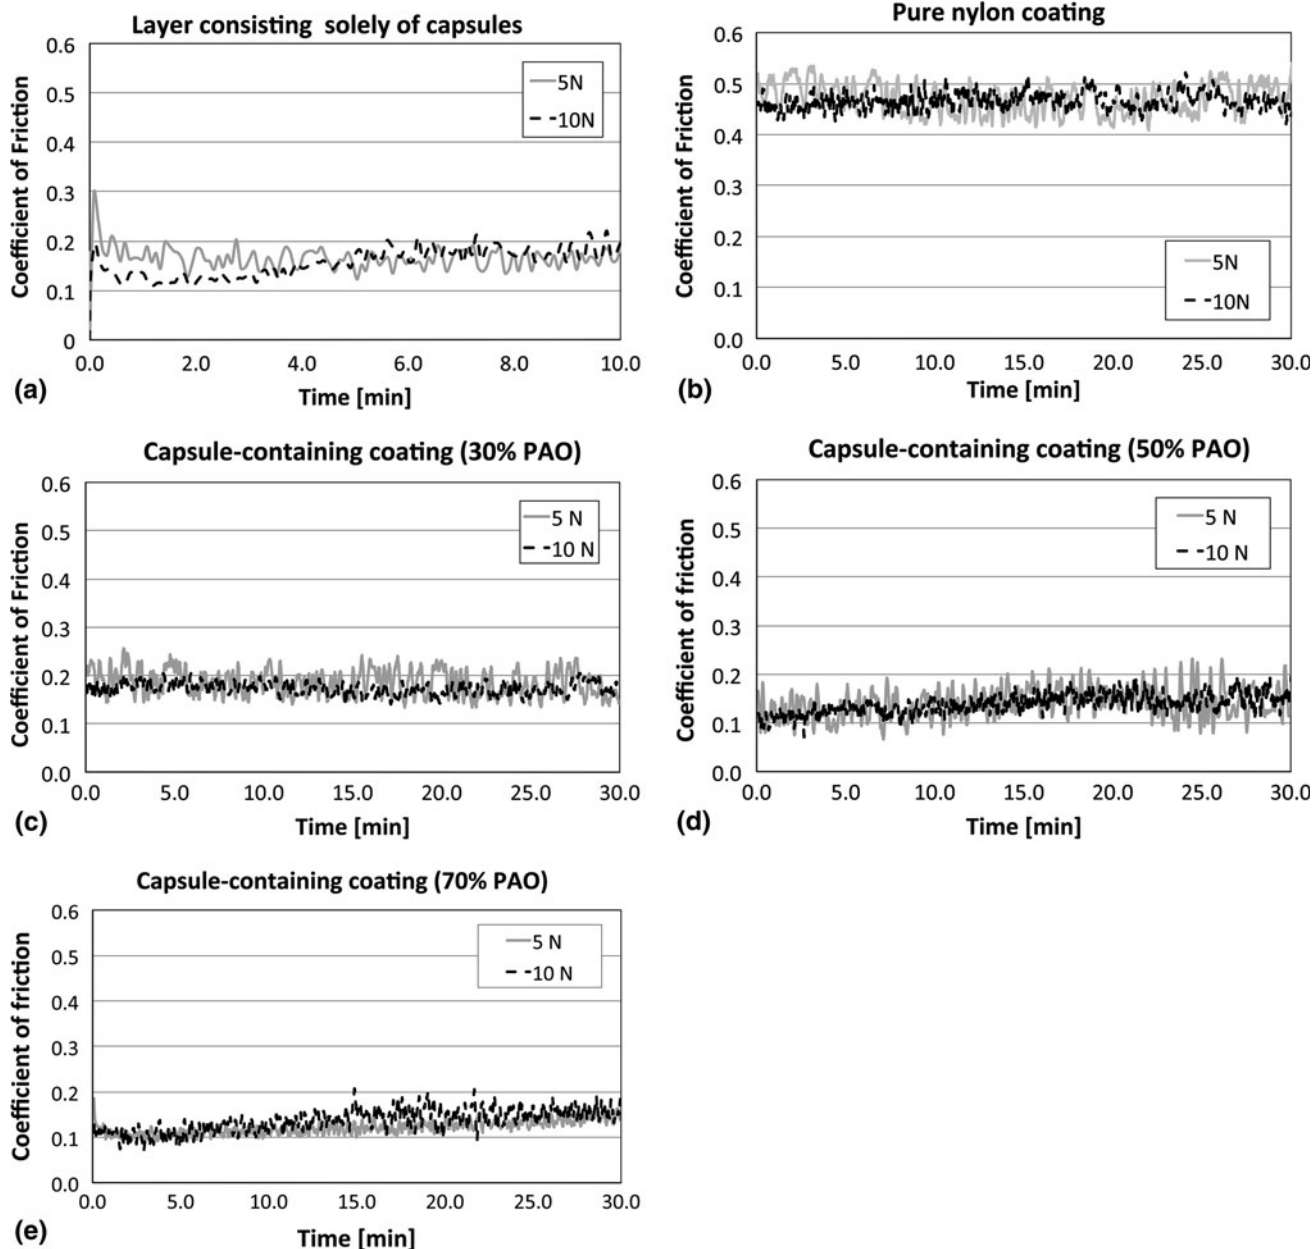 Layer consisting solely of capsules
0.6
0.5
0.4
0.3
0.2
0.1
0
Coefficient of Friction
5N
10N
0.0 2.0 4.0 6.0 8.0 10.0
Time [min]
(a)
Pure nylon coating
0.6
0.5
0.4
0.3
0.2
0.1
0.0
Coefficient of Friction
5N
10N
0.0 5.0 10.0 15.0 20.0 25.0 30.0
Time [min]
(b)
Capsule-containing coating (30% PAO)
0.6
0.5
0.4
0.3
0.2
0.1
0.0
Coefficient of Friction
5 N
10 N
0.0 5.0 10.0 15.0 20.0 25.0 30.0
Time [min]
(c)
Capsule-containing coating (50% PAO)
0.6
0.5
0.4
0.3
0.2
0.1
0.0
Coefficient of friction
5 N
10 N
0.0 5.0 10.0 15.0 20.0 25.0 30.0
Time [min]
(d)
Capsule-containing coating (70% PAO)
0.6
0.5
0.4
0.3
0.2
0.1
0.0
Coefficient of friction
5 N
10 N
0.0 5.0 10.0 15.0 20.0 25.0 30.0
Time [min]
(e)